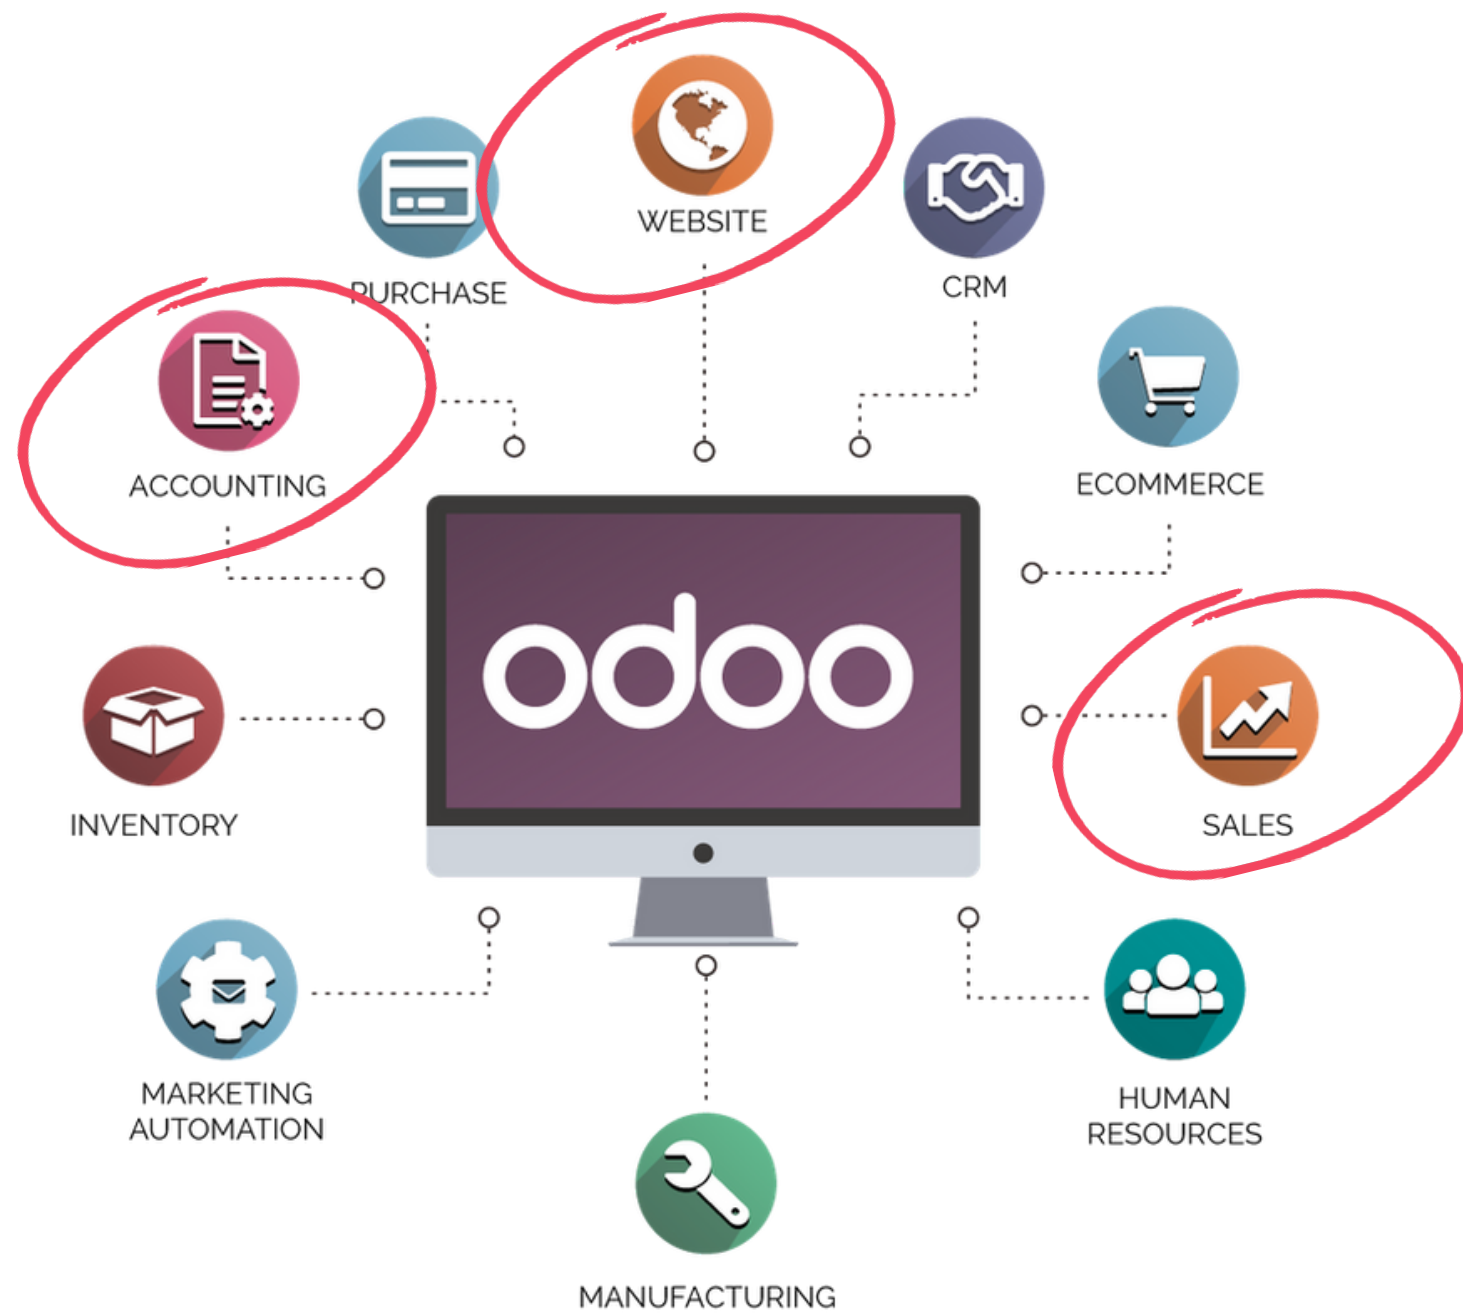 WEBSITE
PURCHASE
CRM
ACCOUNTING
ECOMMERCE
odoo
INVENTORY
SALES
MARKETING
AUTOMATION
HUMAN
RESOURCES
MANUFACTURING